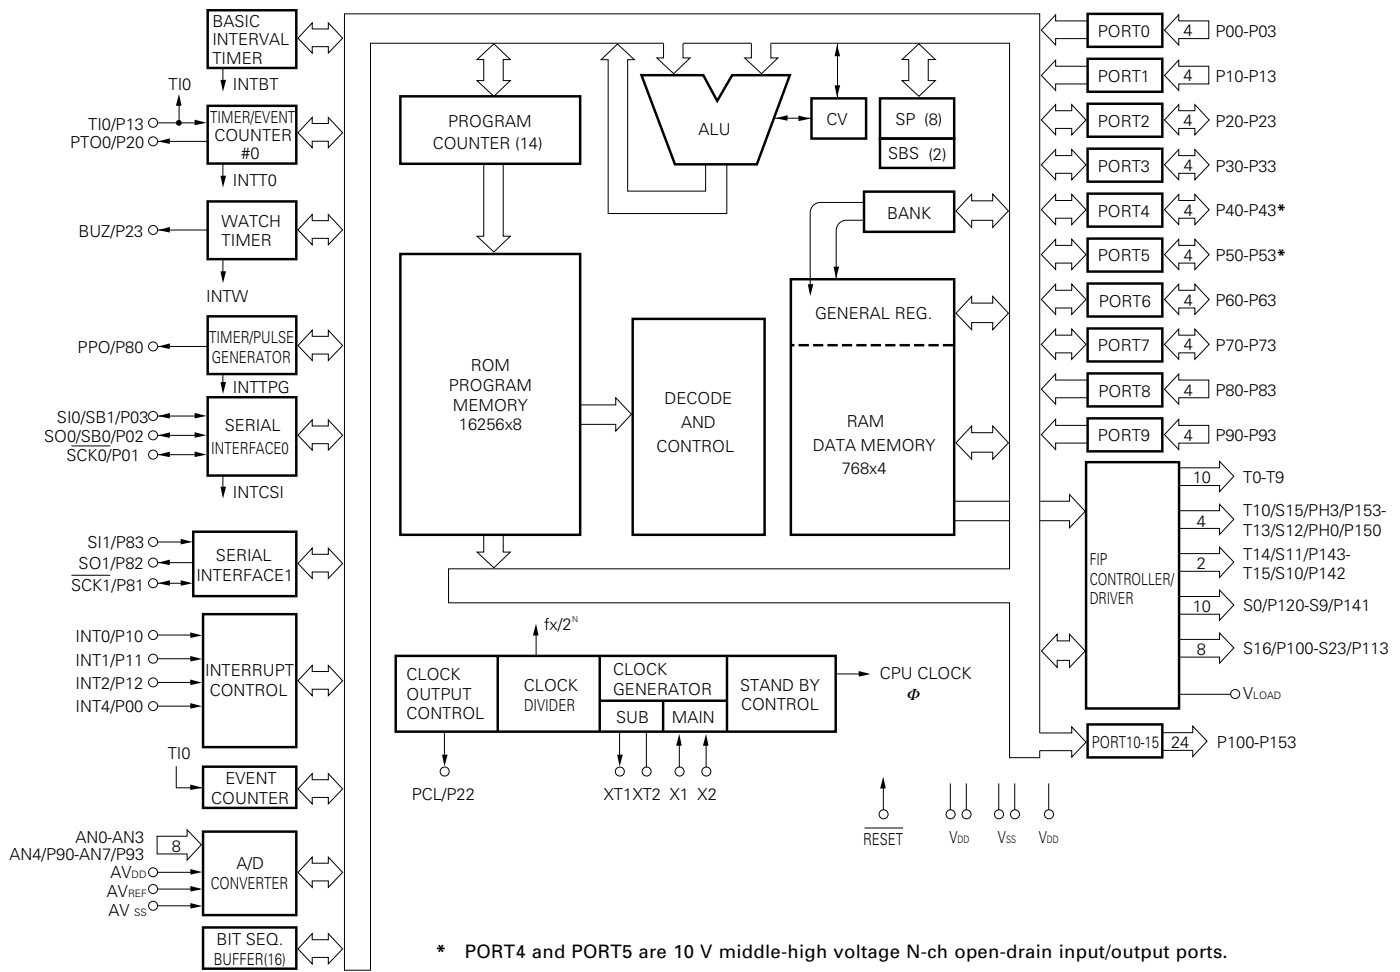 BASIC
INTERVAL
TIMER
INTBT
TI0
TI0/P13
PTO0/P20
TIMER/EVENT
COUNTER
#0
INTT0
BUZ/P23
WATCH
TIMER
INTW
PPO/P80
TIMER/PULSE
GENERATOR
INTTPG
SI0/SB1/P03
SO0/SB0/P02
SCK0/P01
SERIAL
INTERFACE0
INTCSI
SI1/P83
SO1/P82
SCK1/P81
SERIAL
INTERFACE1
INT0/P10
INT1/P11
INT2/P12
INT4/P00
INTERRUPT
CONTROL
TI0
EVENT
COUNTER
AN0-AN3
AN4/P90-AN7/P93
8
AVDD
AVREF
AV SS
A/D
CONVERTER
BIT SEQ.
BUFFER(16)
PROGRAM
COUNTER (14)
ALU
CV
SP (8)
SBS (2)
BANK
ROM
PROGRAM
MEMORY
16256x8
DECODE
AND
CONTROL
GENERAL REG.
RAM
DATA MEMORY
768x4
fx/2N
CLOCK
OUTPUT
CONTROL
CLOCK
DIVIDER
CLOCK
GENERATOR
SUB
MAIN
STAND BY
CONTROL
CPU CLOCK
Φ
PCL/P22
XT1 XT2 X1 X2
RESET
VDD
VSS
VDD
PORT0 4 P00-P03
PORT1 4 P10-P13
PORT2 4 P20-P23
PORT3 4 P30-P33
PORT4 4 P40-P43*
PORT5 4 P50-P53*
PORT6 4 P60-P63
PORT7 4 P70-P73
PORT8 4 P80-P83
PORT9 4 P90-P93
FIP
CONTROLLER/
DRIVER
10 T0-T9
4 T10/S15/PH3/P153-
T13/S12/PH0/P150
2 T14/S11/P143-
T15/S10/P142
10 S0/P120-S9/P141
8 S16/P100-S23/P113
VLOAD
PORT10-15 24 P100-P153
* PORT4 and PORT5 are 10 V middle-high voltage N-ch open-drain input/output ports.